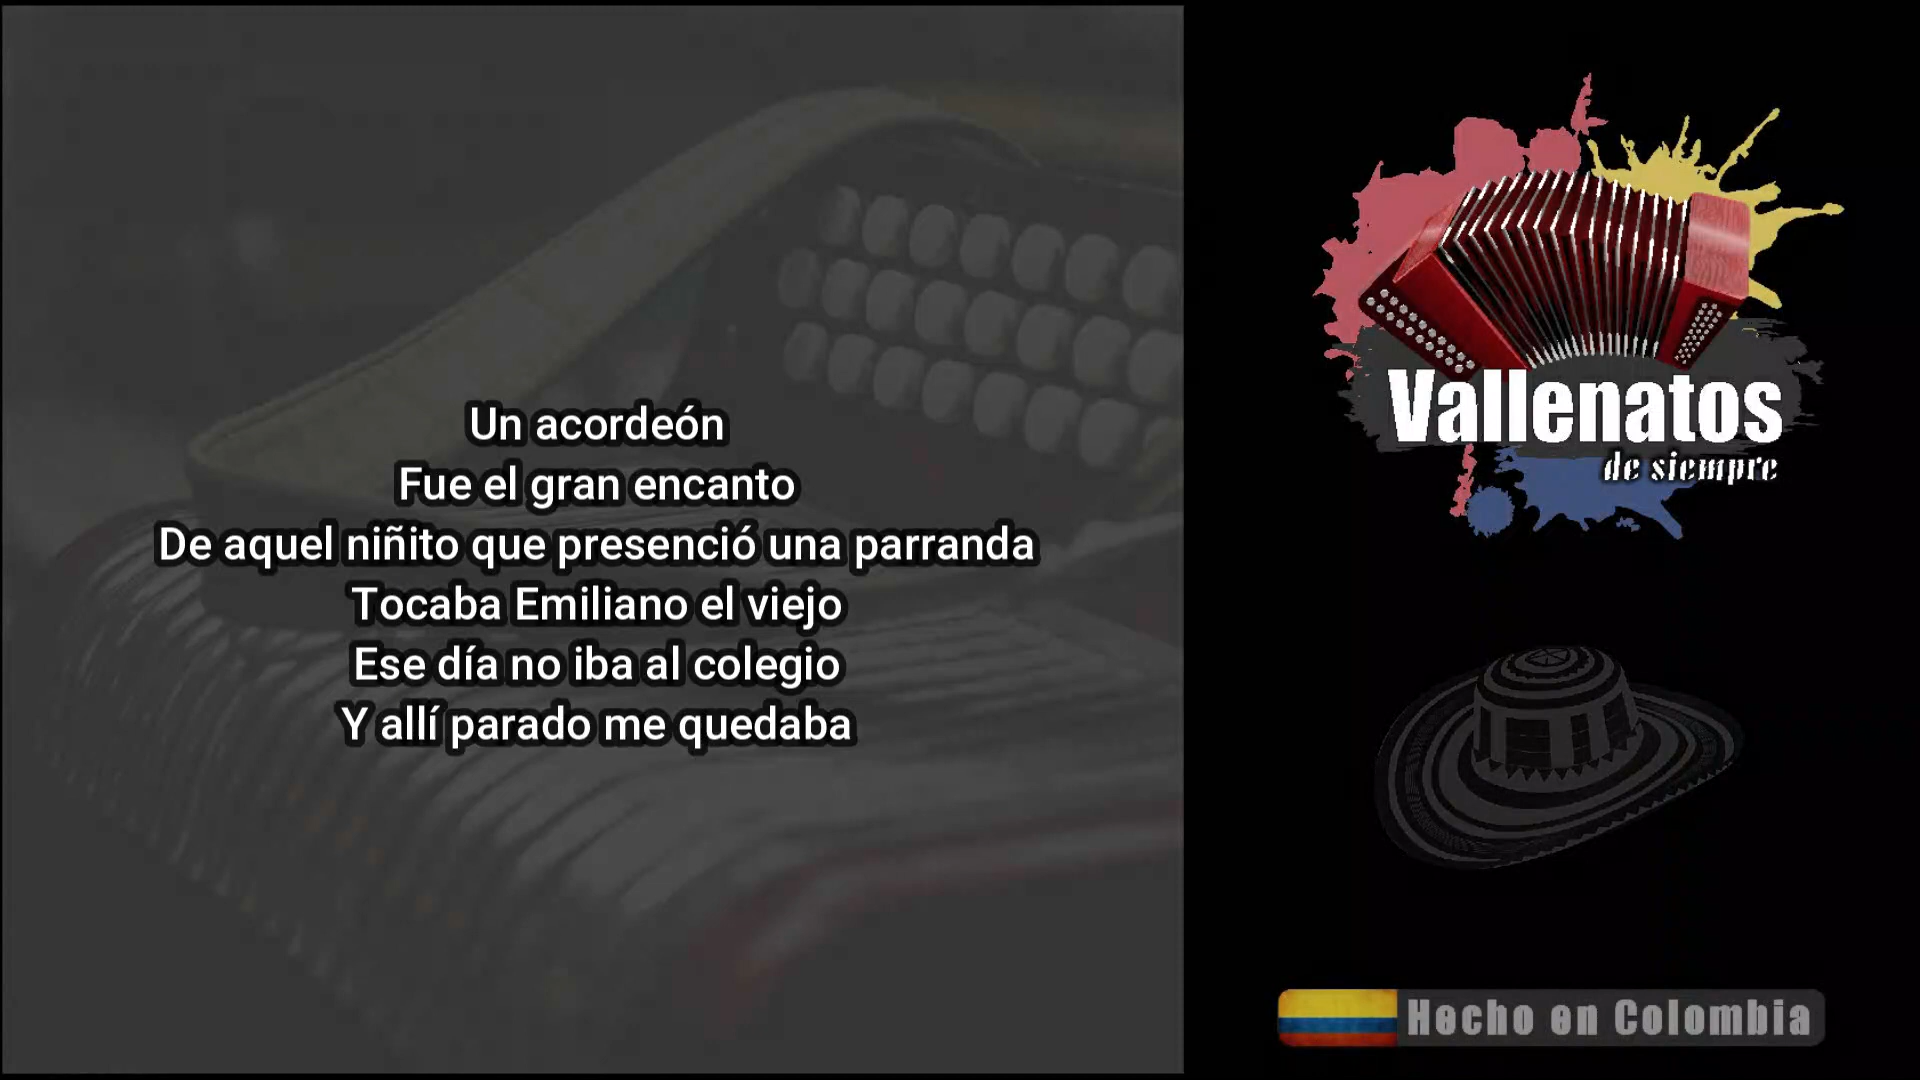 Un acordeón
Fue el gran encanto
De aquel niñito que presenció una parranda
Tocaba Emiliano el viejo
Ese día no iba al colegio
Y allí parado me quedaba
Vallenatos
de siempre
Hecho en Colombia